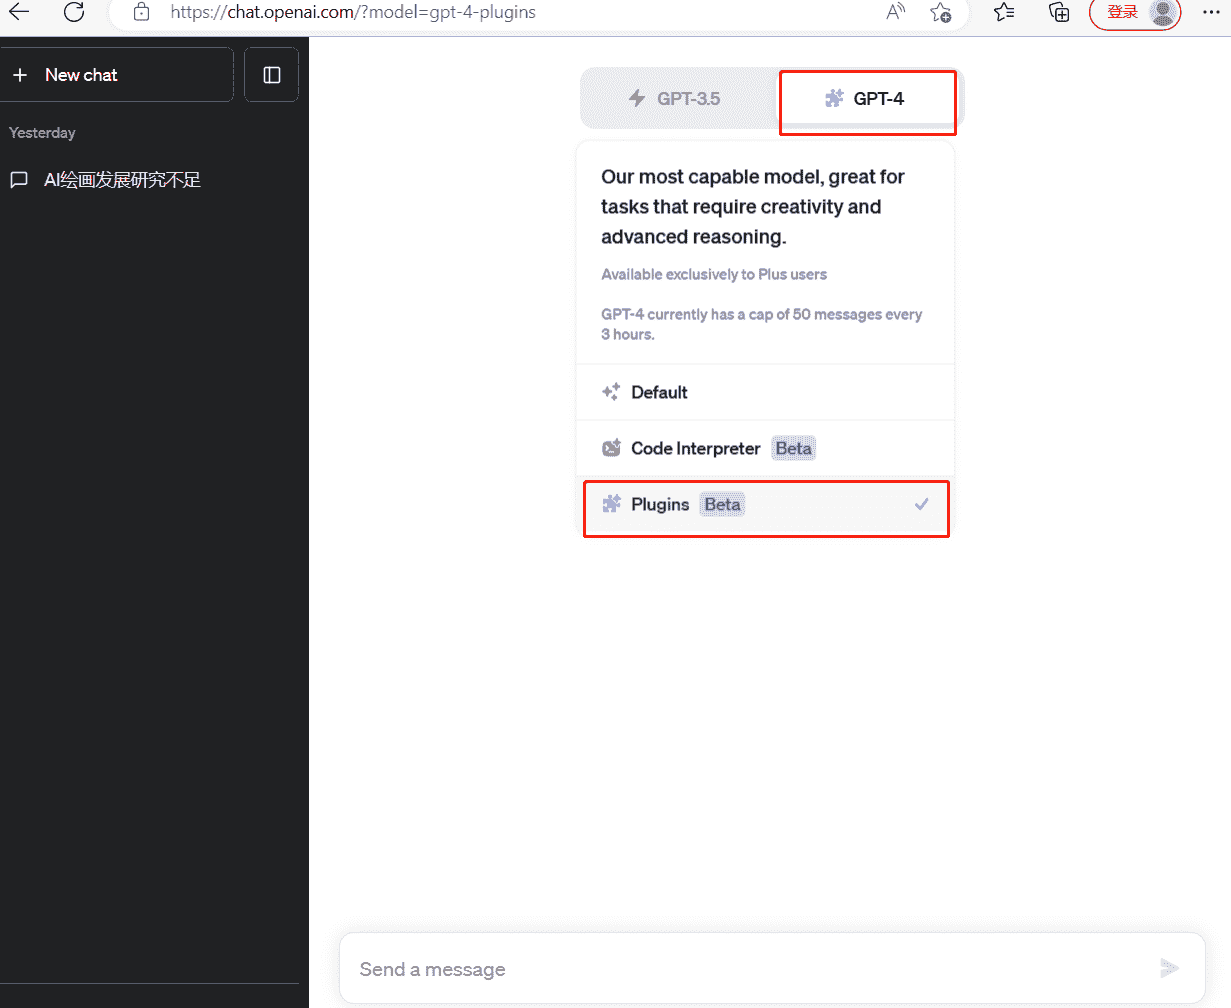 https://chat.openai.com/?model=gpt-4-plugins
登录
New chat
Yesterday
AI绘画发展研究不足
GPT-3.5
GPT-4
Our most capable model, great for
tasks that require creativity and
advanced reasoning.
Available exclusively to Plus users
GPT-4 currently has a cap of 50 messages every
3 hours.
Default
Code Interpreter Beta
Plugins Beta
Send a message